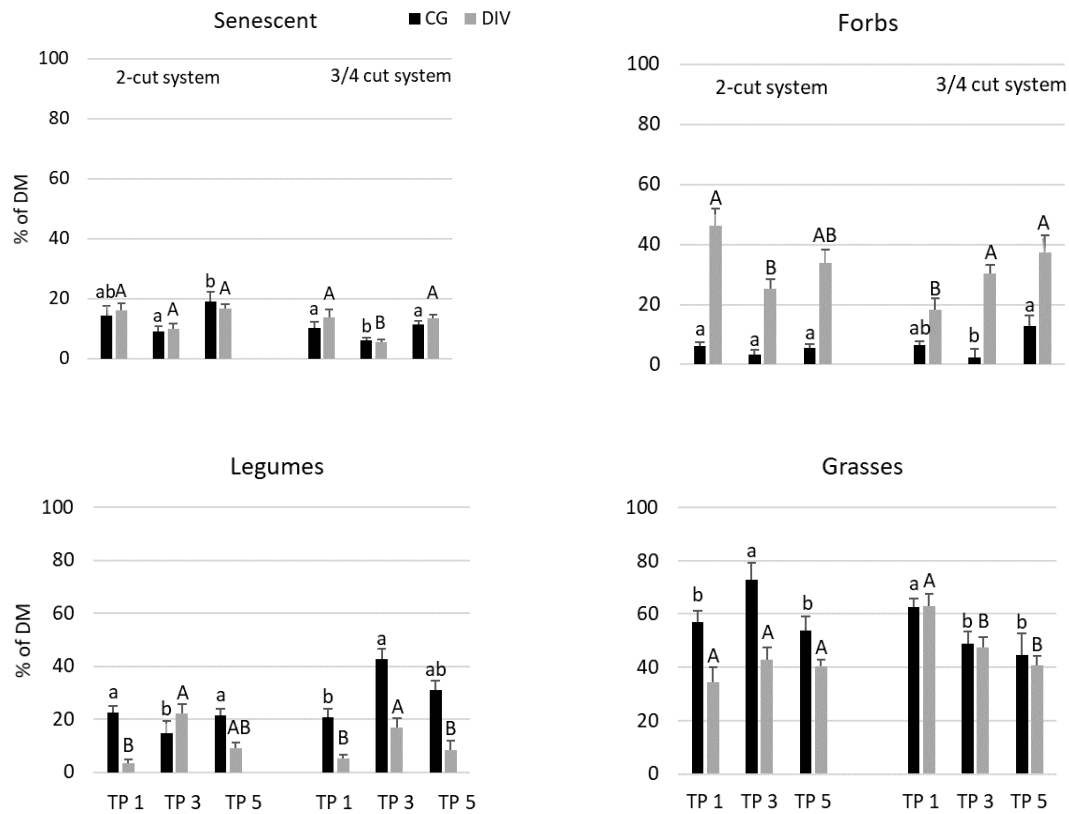 Senescent
CG DIV
Forbs
100
2-cut system
3/4 cut system
80
60
40
20
0
% of DM
ab A
a A
b A
a A
b B
a A
100
2-cut system
3/4 cut system
80
60
40
20
0
a A
a B
a AB
ab B
b A
a A
Legumes
100
80
60
40
20
0
% of DM
a B
b A
a AB
b B
a A
ab B
TP 1 TP 3 TP 5 TP 1 TP 3 TP 5
Grasses
100
80
60
40
20
0
b A
a A
b A
a A
b B
b B
TP 1 TP 3 TP 5 TP 1 TP 3 TP 5